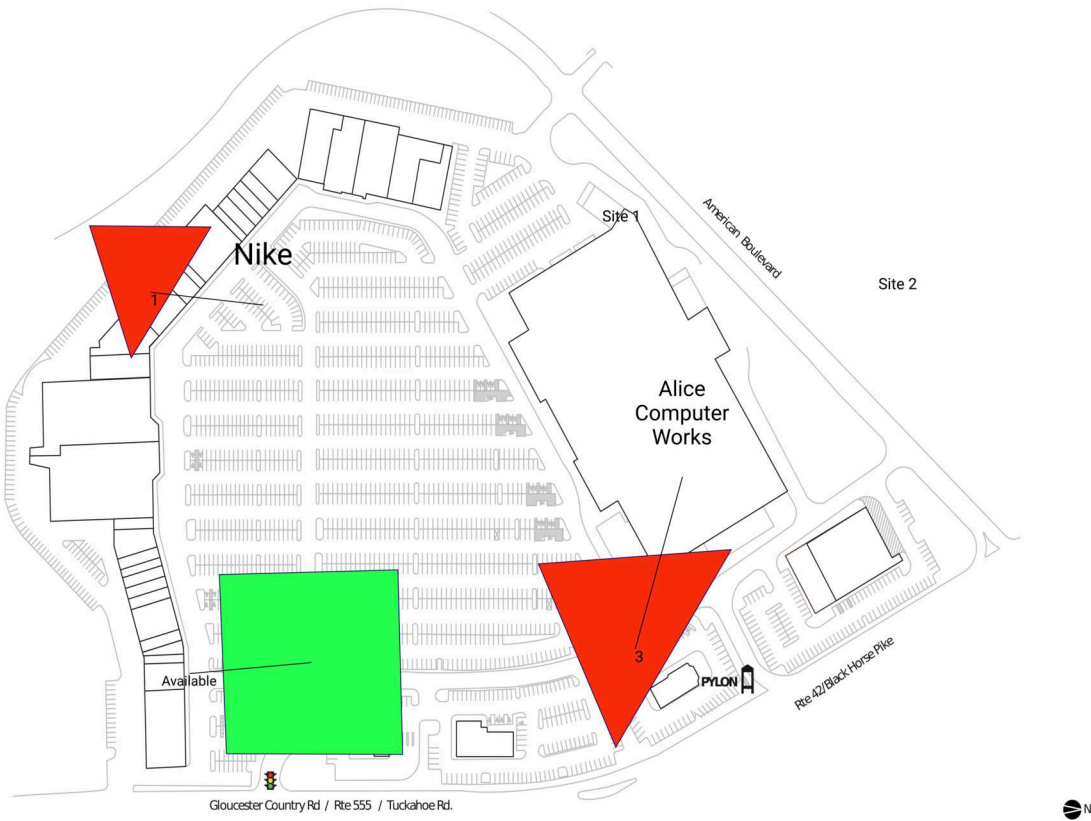 Site 1
American Boulevard
Nike
Site 2
1
Alice
Computer
Works
3
PYLON
Available
Rte 42/Black Horse Pike
Gloucester Country Rd / Rte 555 / Tuckahoe Rd.
N